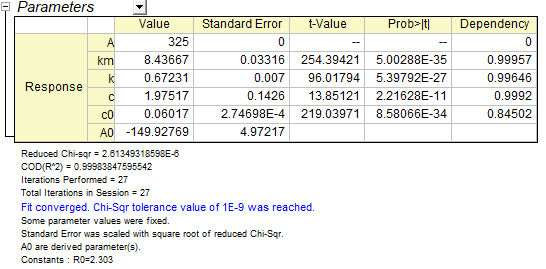 Parameters
Value Standard Error t-Value Prob>|t| Dependency
A 325 0 -- -- 0
km 8.43667 0.03316 254.39421 5.00288E-35 0.99957
k 0.67231 0.007 96.01794 5.39792E-27 0.99646
Response c 1.97517 0.1426 13.85121 2.21628E-11 0.9992
c0 0.06017 2.74698E-4 219.03971 8.58066E-34 0.84502
A0 -149.92769 4.97217
Reduced Chi-sqr = 2.61349318598E-6
COD(R^2) = 0.99983847595542
Iterations Performed = 27
Total Iterations in Session = 27
Fit converged. Chi-Sqr tolerance value of 1E-9 was reached.
Some parameter values were fixed.
Standard Error was scaled with square root of reduced Chi-Sqr.
A0 are derived parameter(s).
Constants : R0=2.303